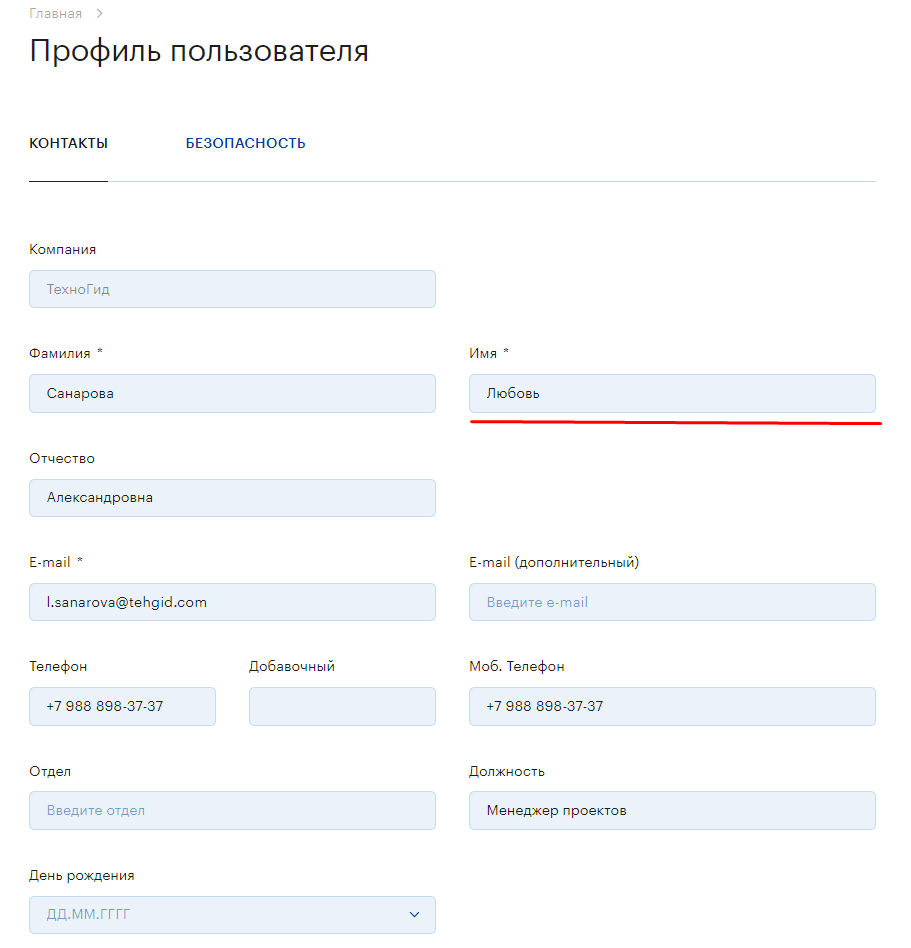 Главная >
Профиль пользователя
КОНТАКТЫ БЕЗОПАСНОСТЬ
Компания
ТехноГид
Фамилия * Имя *
Санарова Любовь
Отчество
Александровна
E-mail * E-mail (дополнительный)
l.sanarova@tehgid.com Введите e-mail
Телефон Добавочный Моб. Телефон
+7 988 898-37-37 +7 988 898-37-37
Отдел Должность
Введите отдел Менеджер проектов
День рождения
ДД.ММ.ГГГГ